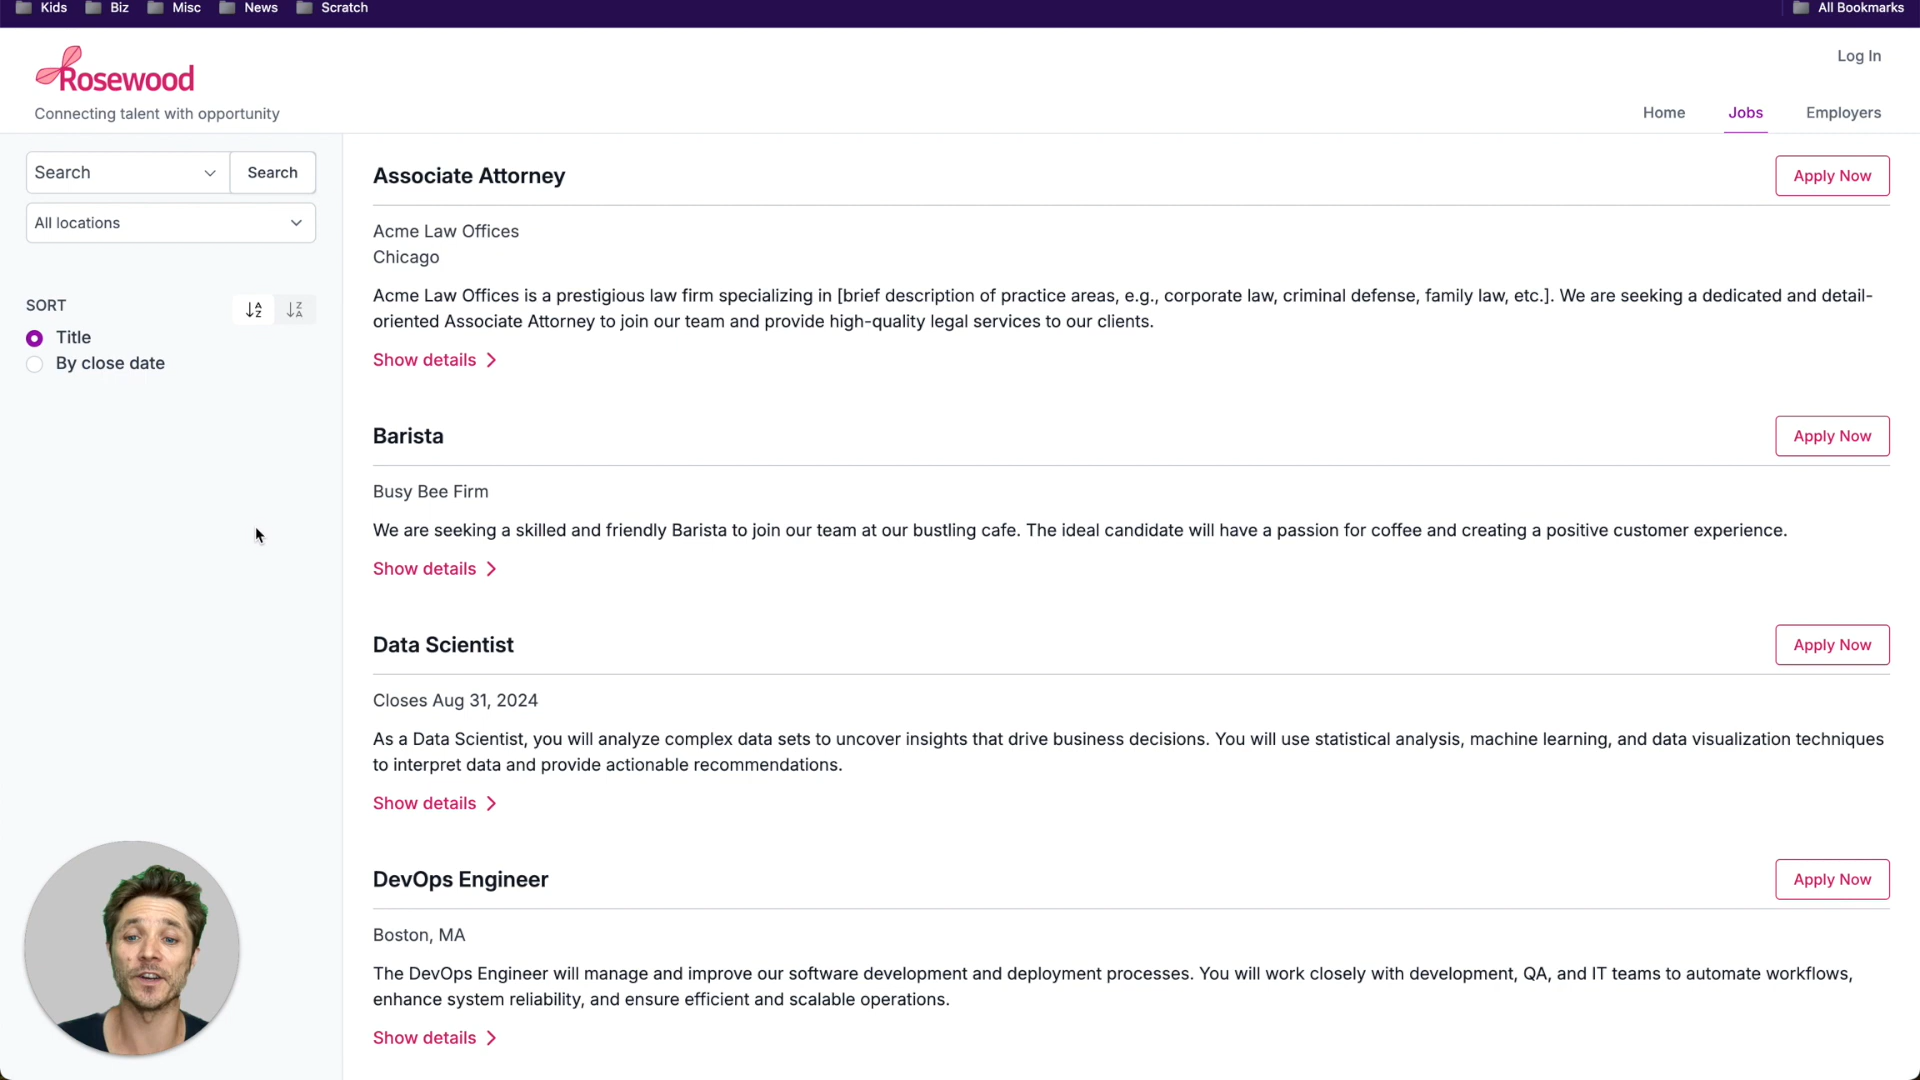 Kids Biz Misc News Scratch All Bookmarks
Rosewood
Connecting talent with opportunity
Log In
Home Jobs Employers
Search Search
All locations
SORT
Title
By close date
Associate Attorney Apply Now
Acme Law Offices
Chicago
Acme Law Offices is a prestigious law firm specializing in [brief description of practice areas, e.g., corporate law, criminal defense, family law, etc.]. We are seeking a dedicated and detail-
oriented Associate Attorney to join our team and provide high-quality legal services to our clients.
Show details
Barista Apply Now
Busy Bee Firm
We are seeking a skilled and friendly Barista to join our team at our bustling cafe. The ideal candidate will have a passion for coffee and creating a positive customer experience.
Show details
Data Scientist Apply Now
Closes Aug 31, 2024
As a Data Scientist, you will analyze complex data sets to uncover insights that drive business decisions. You will use statistical analysis, machine learning, and data visualization techniques
to interpret data and provide actionable recommendations.
Show details
DevOps Engineer Apply Now
Boston, MA
The DevOps Engineer will manage and improve our software development and deployment processes. You will work closely with development, QA, and IT teams to automate workflows,
enhance system reliability, and ensure efficient and scalable operations.
Show details